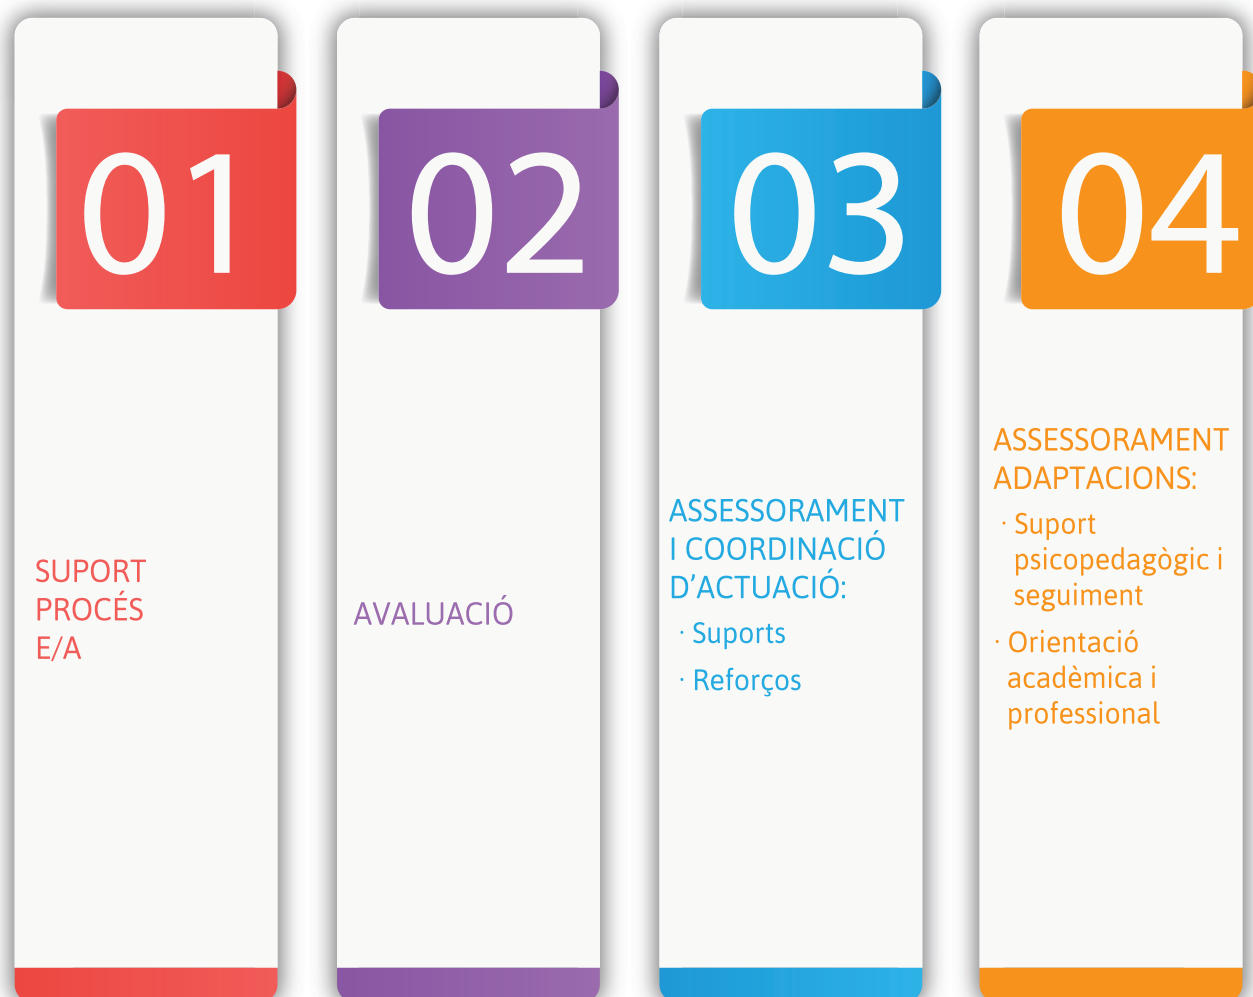 01
SUPORT
PROCÉS
E/A
02
AVALUACIÓ
03
ASSESSORAMENT
I COORDINACIÓ
D’ACTUACIÓ:
· Suports
· Reforços
04
ASSESSORAMENT
ADAPTACIONS:
· Suport
psicopedagògic i
seguiment
· Orientació
acadèmica i
professional